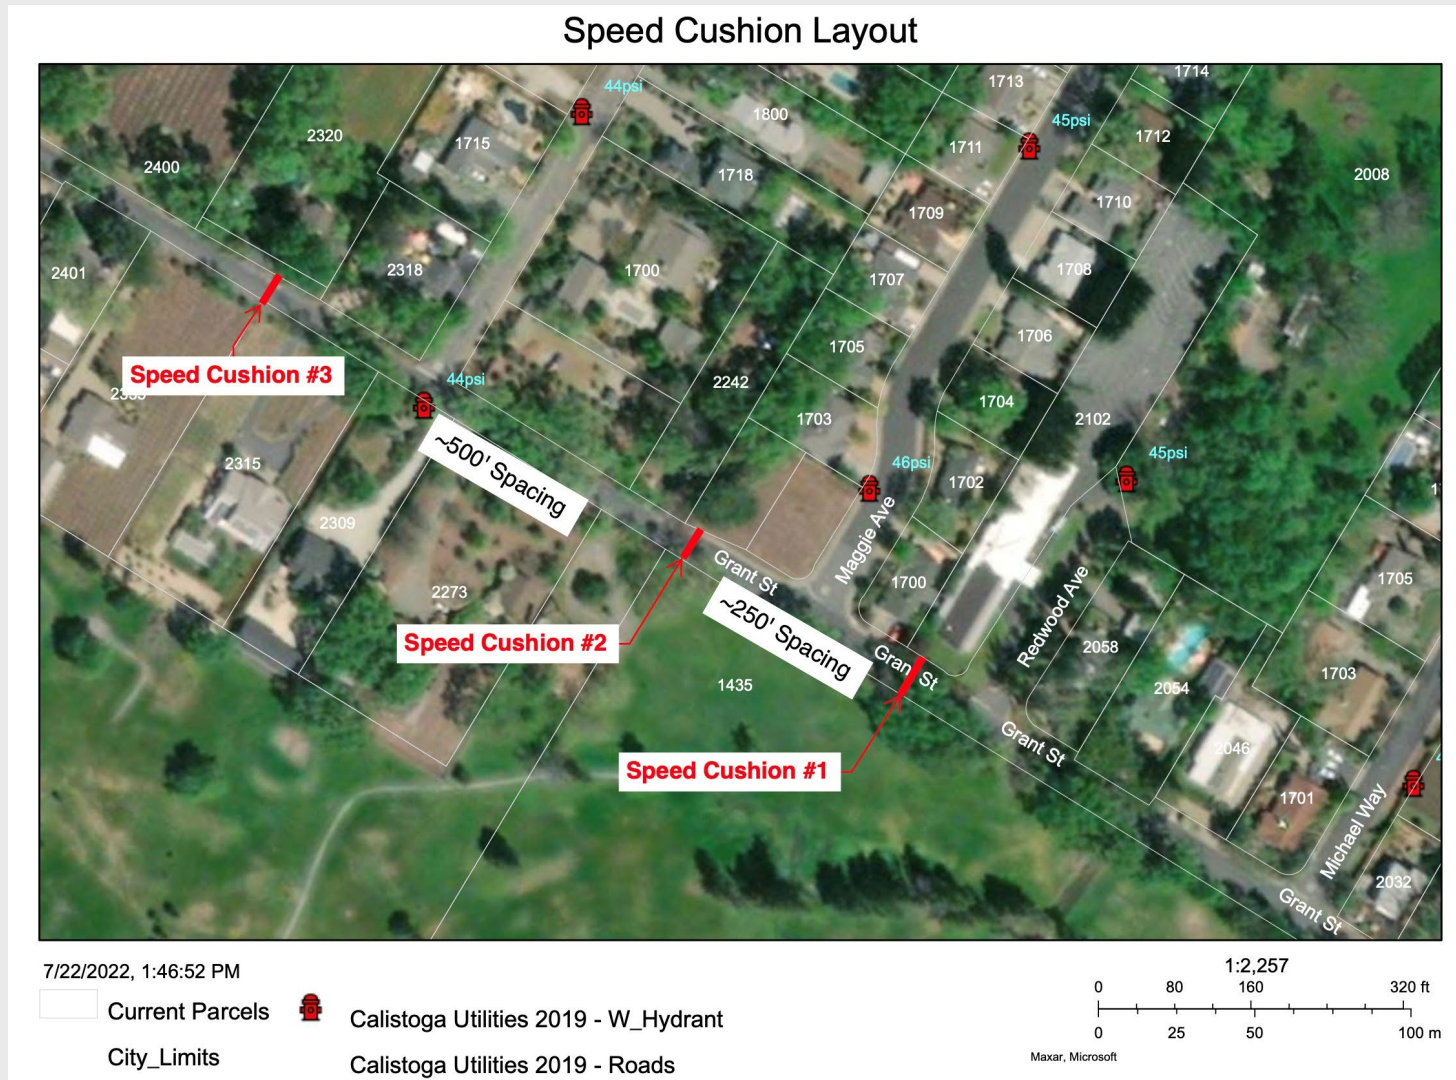 Speed Cushion Layout
44psi
1713
1714
1800
45psi
2320
1715
1711
1712
2400
1718
2008
1709
1710
2401
2318
1700
1707
1708
1706
1705
Speed Cushion #3
44psi
2242
1704
1703
2102
~500' Spacing
2315
46psi
45psi
1702
2309
Maggie Ave
Grant St
2273
1700
1705
Redwood Ave
~250' Spacing
Speed Cushion #2
Grant St
2058
1435
2054
1703
Grant St
2046
Speed Cushion #1
1701
Michael Way
2032
Grant St
7/22/2022, 1:46:52 PM
1:2,257
0 80 160 320 ft
0 25 50 100 m
Current Parcels
Calistoga Utilities 2019 - W_Hydrant
City_Limits
Calistoga Utilities 2019 - Roads
Maxar, Microsoft